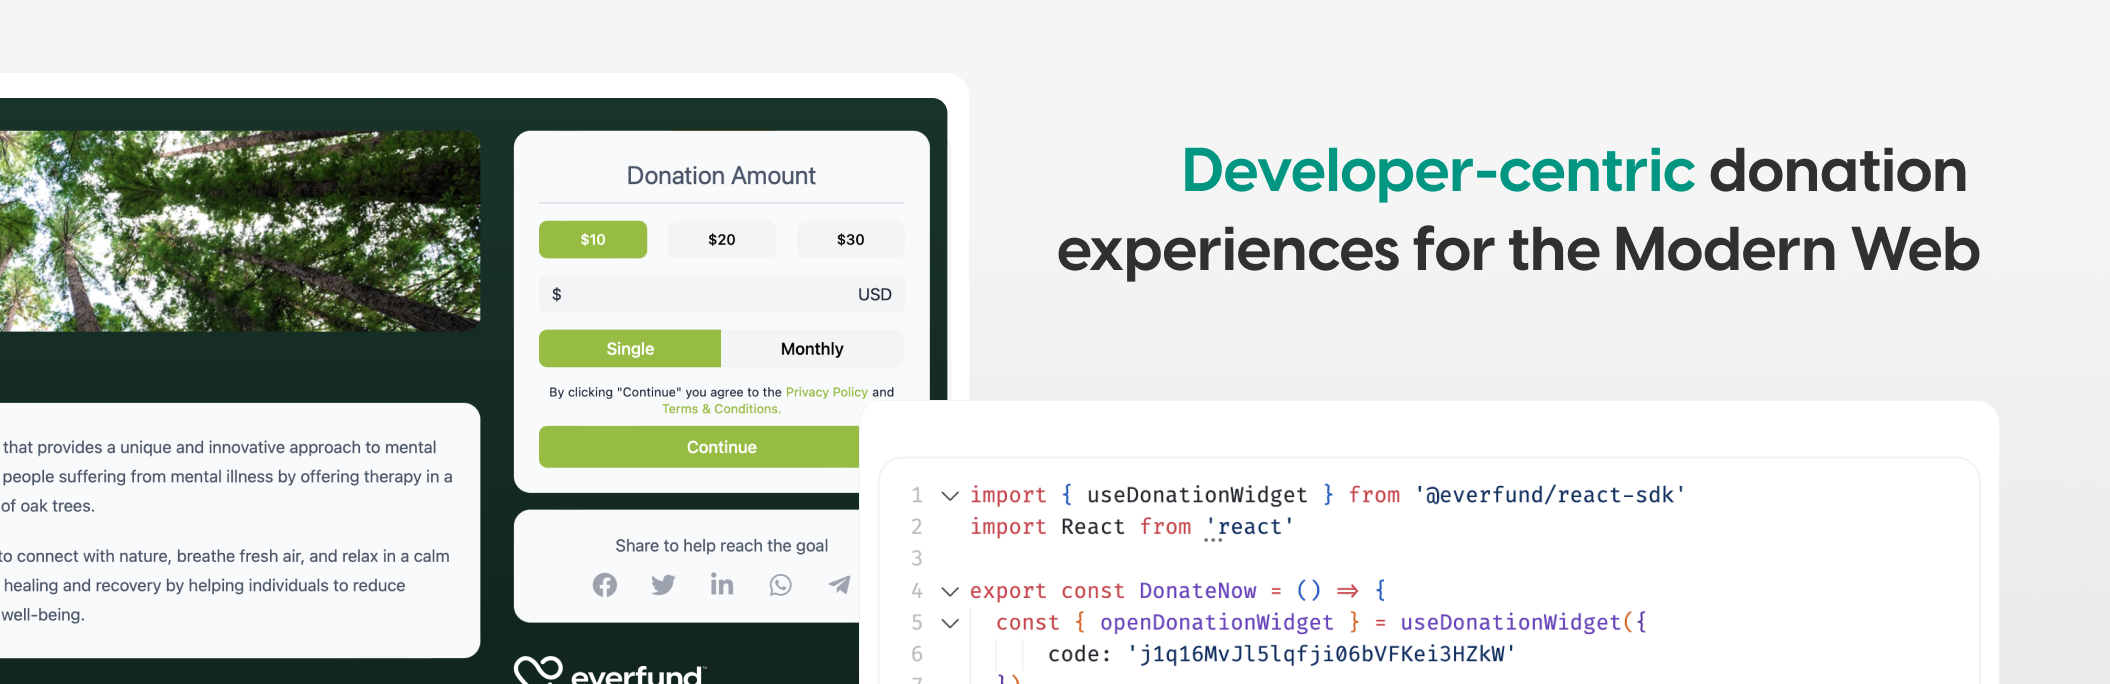 Developer-centric donation
experiences for the Modern Web
Donation Amount
$10 $20 $30
$ USD
Single Monthly
By clicking "Continue" you agree to the Privacy Policy and
Terms & Conditions.
Continue
that provides a unique and innovative approach to mental
people suffering from mental illness by offering therapy in a
of oak trees.
to connect with nature, breathe fresh air, and relax in a calm
healing and recovery by helping individuals to reduce
well-being.
Share to help reach the goal
everfund
1 import { useDonationWidget } from '@everfund/react-sdk'
2 import React from 'react'
3
4 export const DonateNow = () => {
5 const { openDonationWidget } = useDonationWidget({
6 code: 'j1q16MvJl5lqfji06bVFKei3HZkW'
7 })